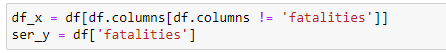 df_x = df[df.columns[df.columns != 'fatalities']]
ser_y = df['fatalities']